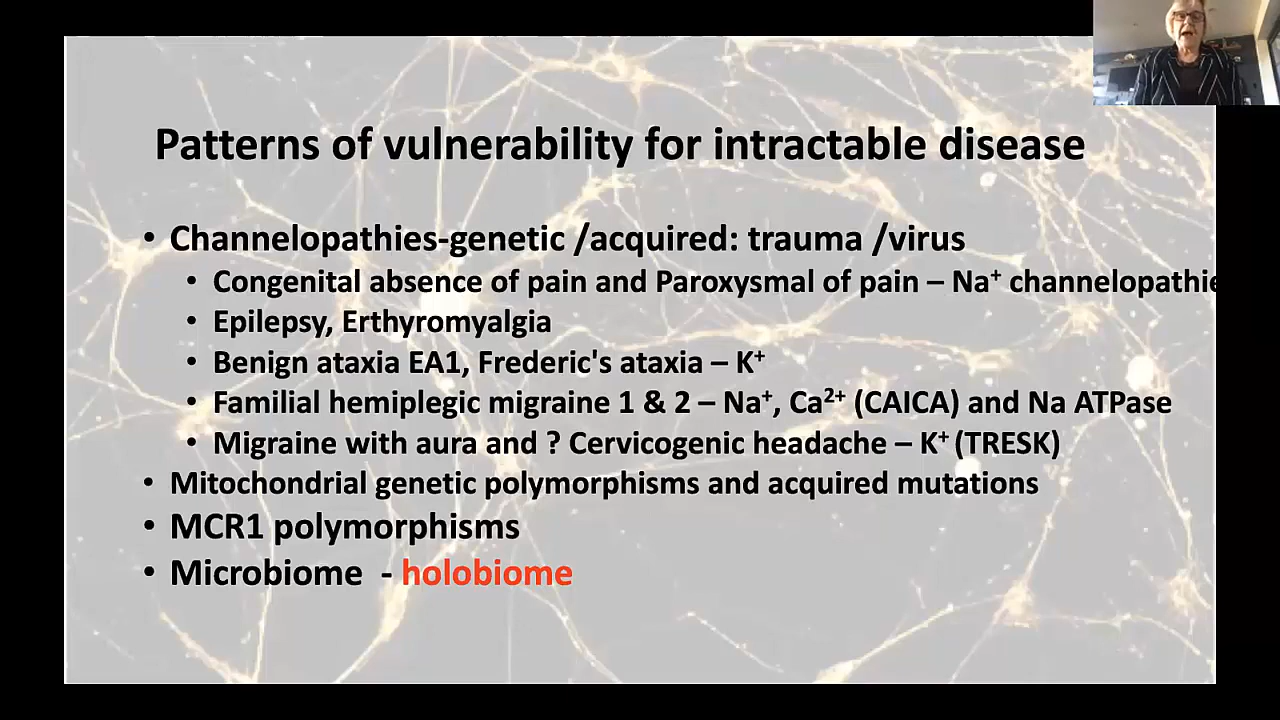 Patterns of vulnerability for intractable disease
• Channelopathies-genetic /acquired: trauma /virus
• Congenital absence of pain and Paroxysmal of pain – Na⁺ channelopathie
• Epilepsy, Erthyromyalgia
• Benign ataxia EA1, Frederic's ataxia – K⁺
• Familial hemiplegic migraine 1 & 2 – Na⁺, Ca²⁺ (CAICA) and Na ATPase
• Migraine with aura and ? Cervicogenic headache – K⁺ (TRESK)
• Mitochondrial genetic polymorphisms and acquired mutations
• MCR1 polymorphisms
• Microbiome - holobiome